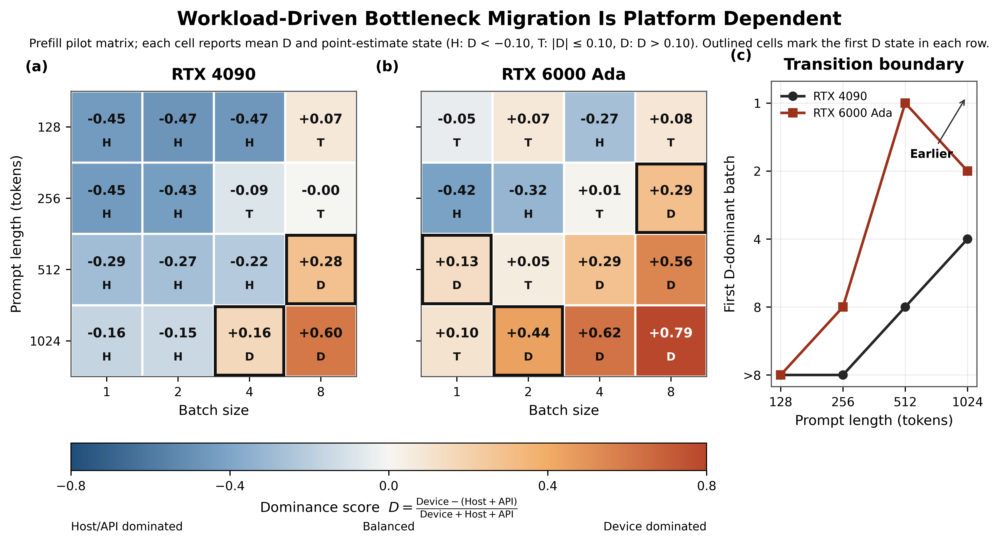 Workload-Driven Bottleneck Migration Is Platform Dependent
Prefill pilot matrix; each cell reports mean D and point-estimate state (H: D < −0.10, T: |D| ≤ 0.10, D: D > 0.10). Outlined cells mark the first D state in each row.
(a)
RTX 4090
Prompt length (tokens)
128
-0.45 -0.47 -0.47 +0.07
H H H T
256
-0.45 -0.43 -0.09 -0.00
H H T T
512
-0.29 -0.27 -0.22 +0.28
H H H D
1024
-0.16 -0.15 +0.16 +0.60
H H D D
1 2 4 8
Batch size
(b)
RTX 6000 Ada
-0.05 +0.07 -0.27 +0.08
T T H T
-0.42 -0.32 +0.01 +0.29
H H T D
+0.13 +0.05 +0.29 +0.56
D T D D
+0.10 +0.44 +0.62 +0.79
T D D D
1 2 4 8
Batch size
(c)
Transition boundary
RTX 4090
RTX 6000 Ada
Earlier
First D-dominant batch
1
2
4
8
>8
128 256 512 1024
Prompt length (tokens)
−0.8 −0.4 0.0 0.4 0.8
Dominance score D = Device − (Host + API) / Device + Host + API
Host/API dominated Balanced Device dominated